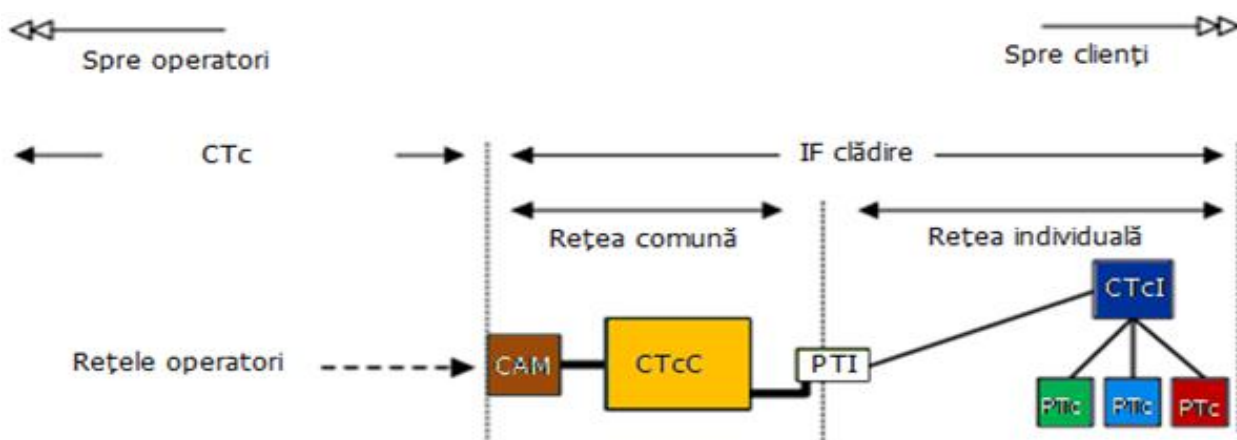 Spre operatori
Spre clienți
CTc
IF clădire
Rețea comună
Rețea individuală
CTcI
Rețele operatori
CAM
CTcC
PTI
PTc
PTc
PTc